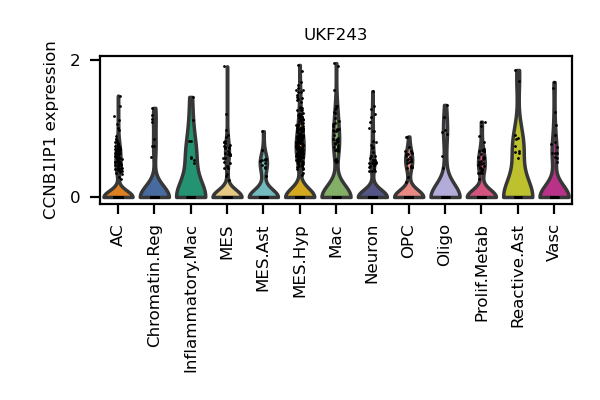 UKF243
CCNB1IP1 expression
2
0
AC
Chromatin.Reg
Inflammatory.Mac
MES
MES.Ast
MES.Hyp
Mac
Neuron
OPC
Oligo
Prolif.Metab
Reactive.Ast
Vasc